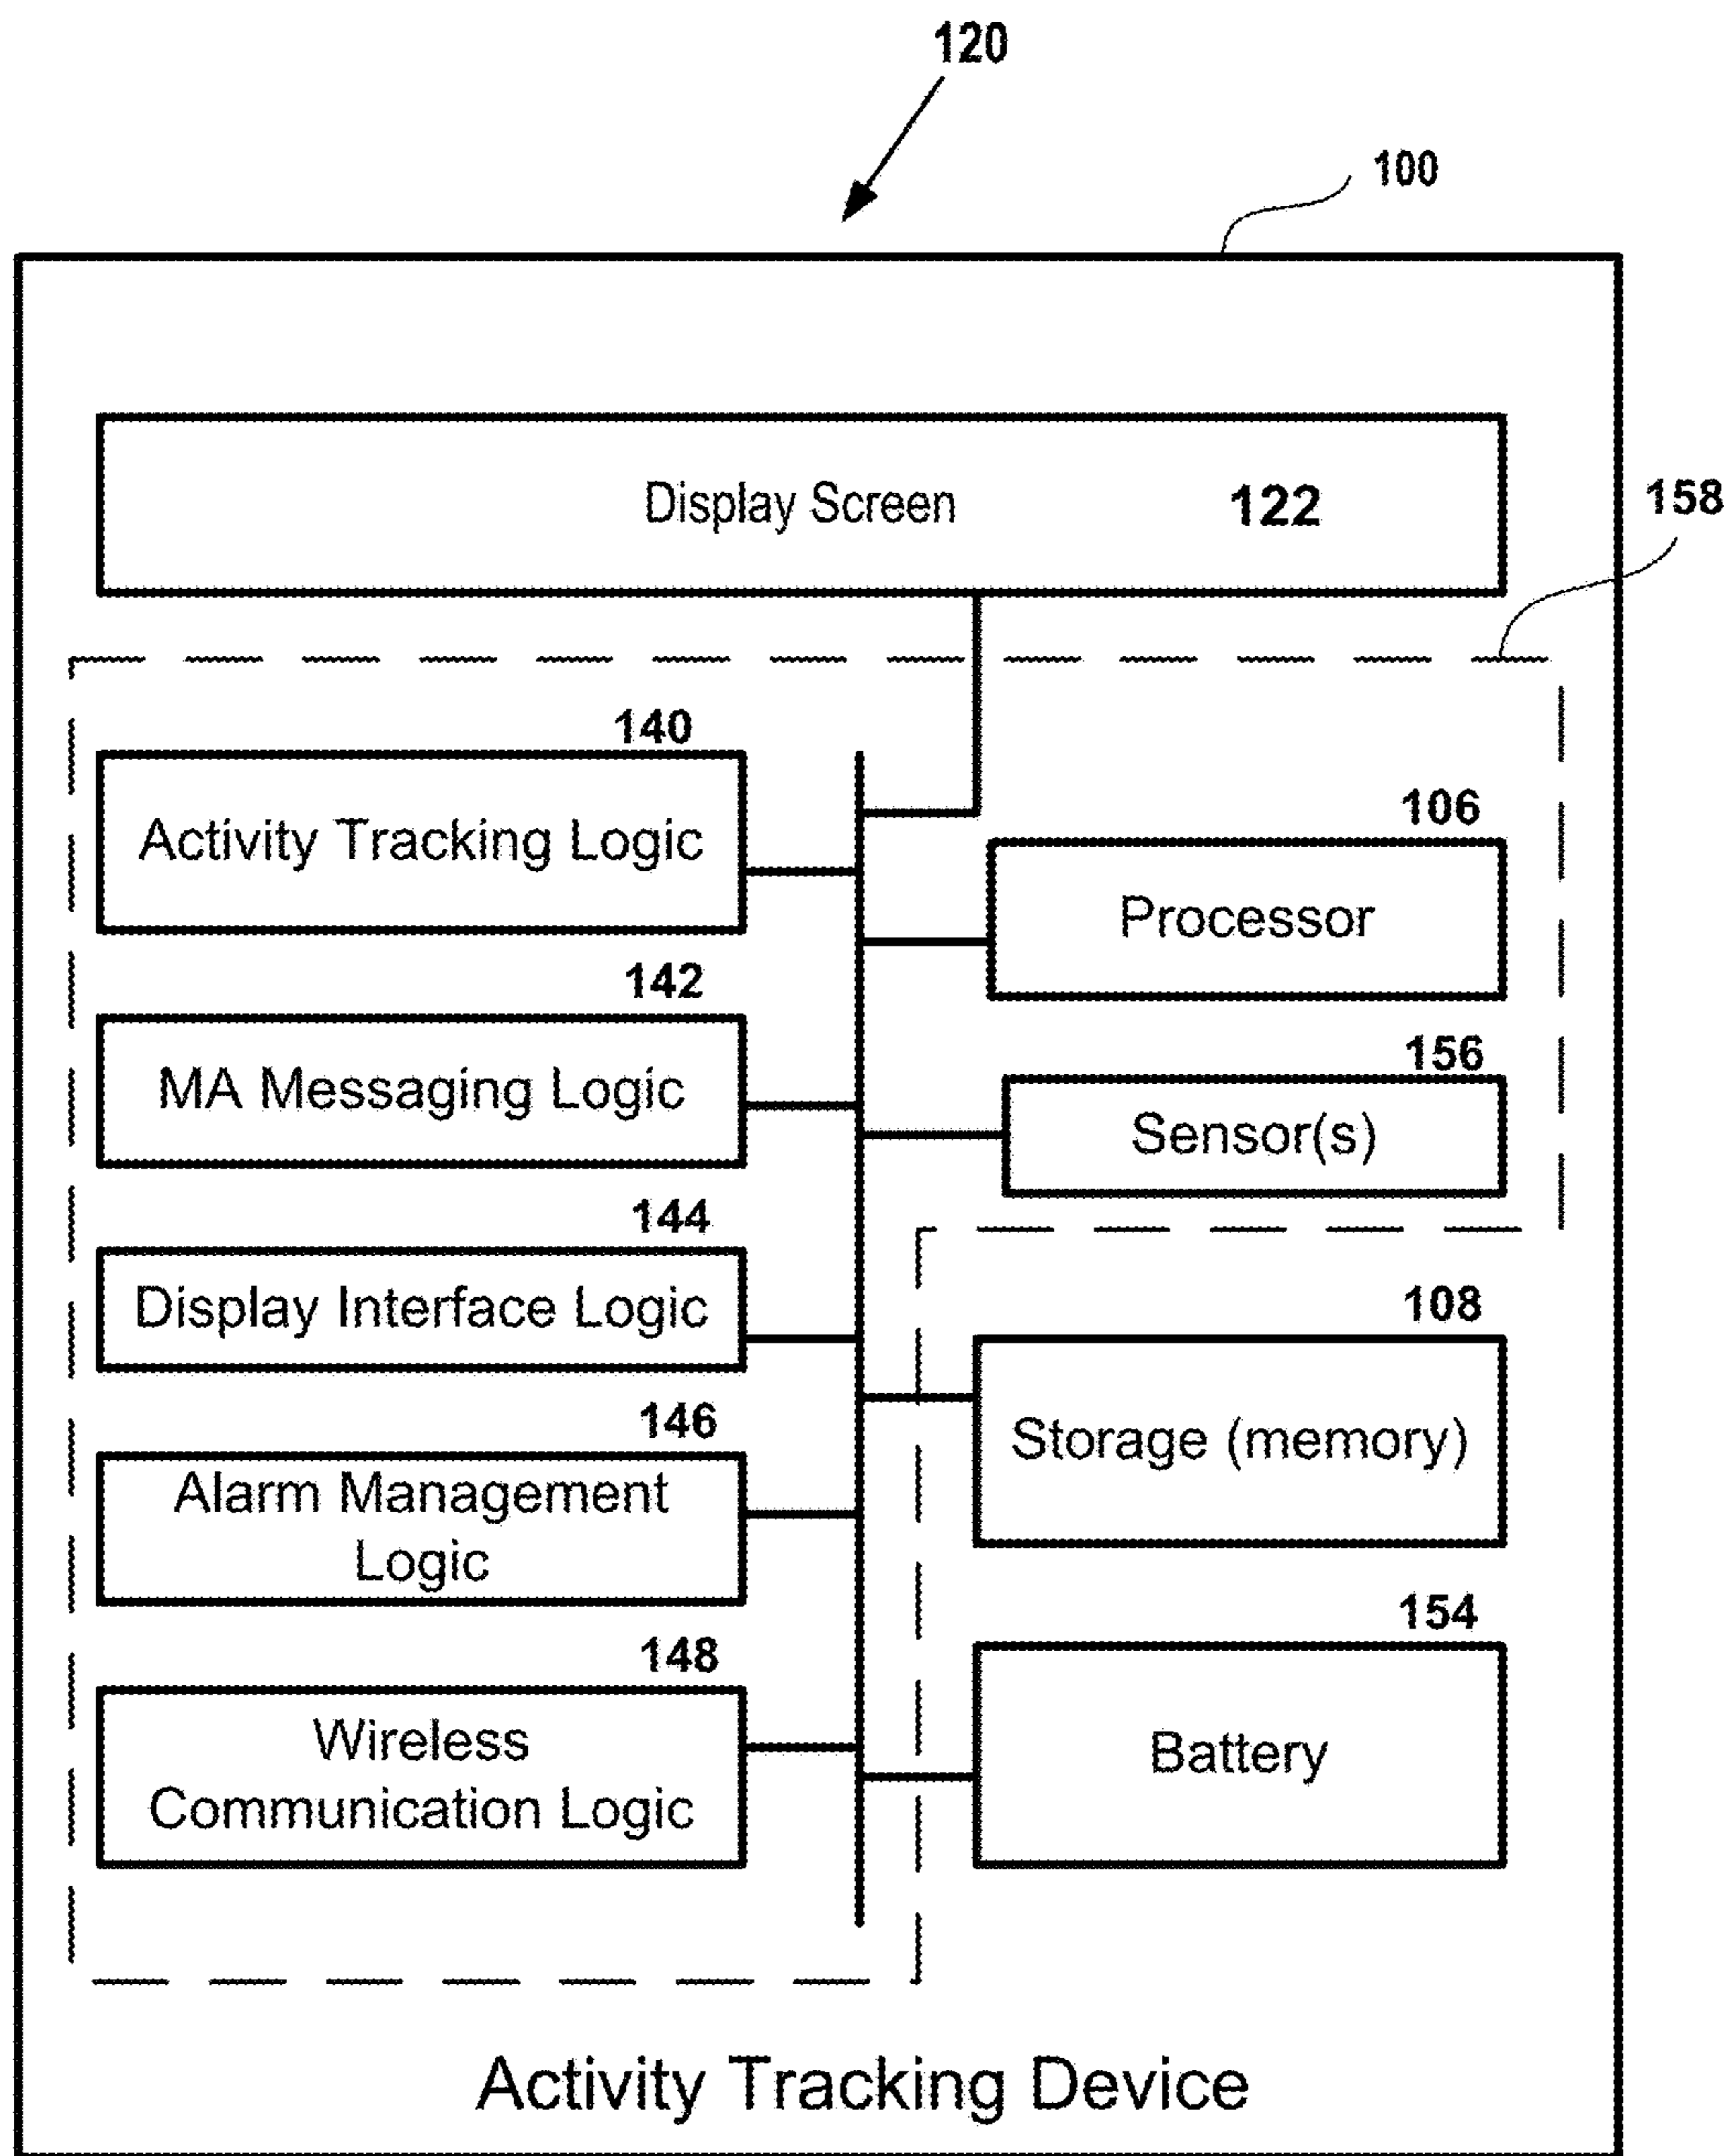 120
100
Display Screen 122
158
140
Activity Tracking Logic
106
Processor
142
MA Messaging Logic
156
Sensor(s)
144
Display Interface Logic
108
Storage (memory)
146
Alarm Management
Logic
154
Battery
148
Wireless
Communication Logic
Activity Tracking Device